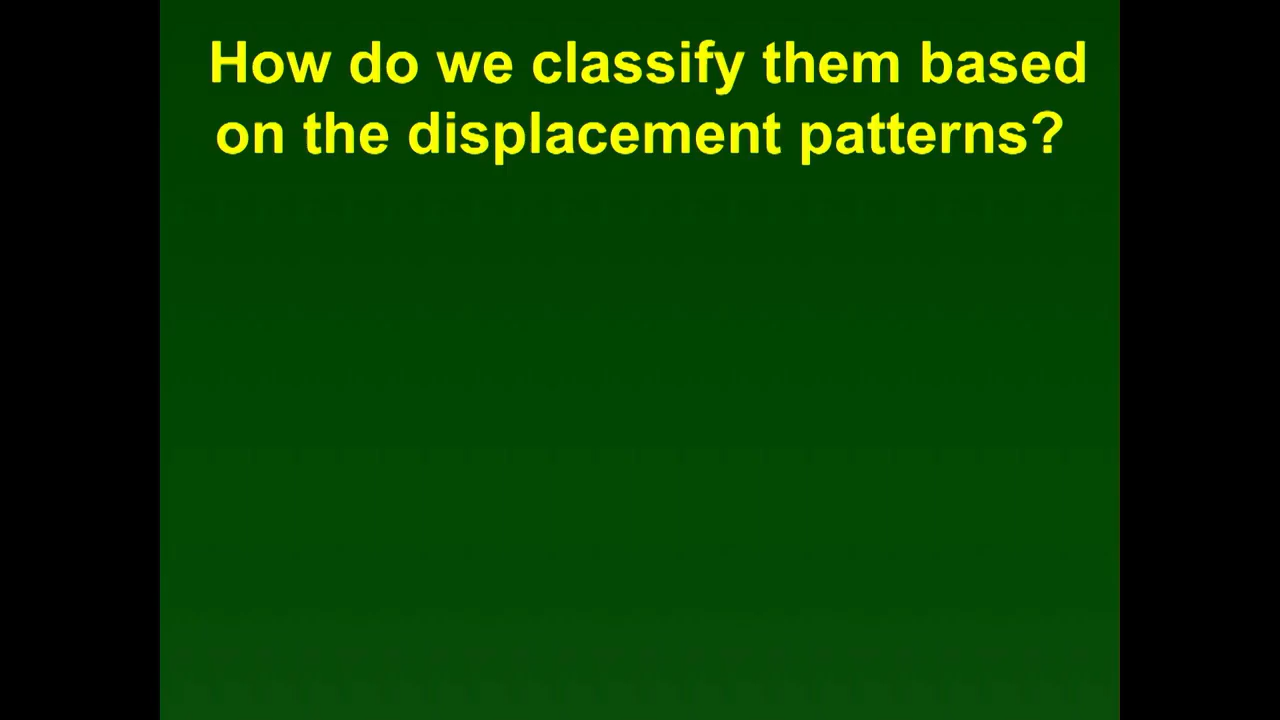 How do we classify them based
on the displacement patterns?